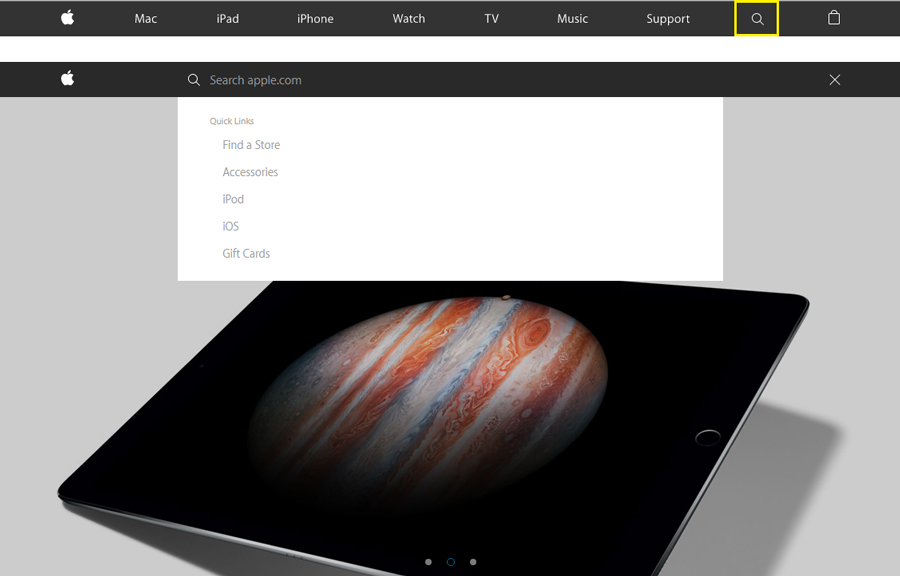 Mac iPad iPhone Watch TV Music Support
Search apple.com
Quick Links
Find a Store
Accessories
iPod
iOS
Gift Cards